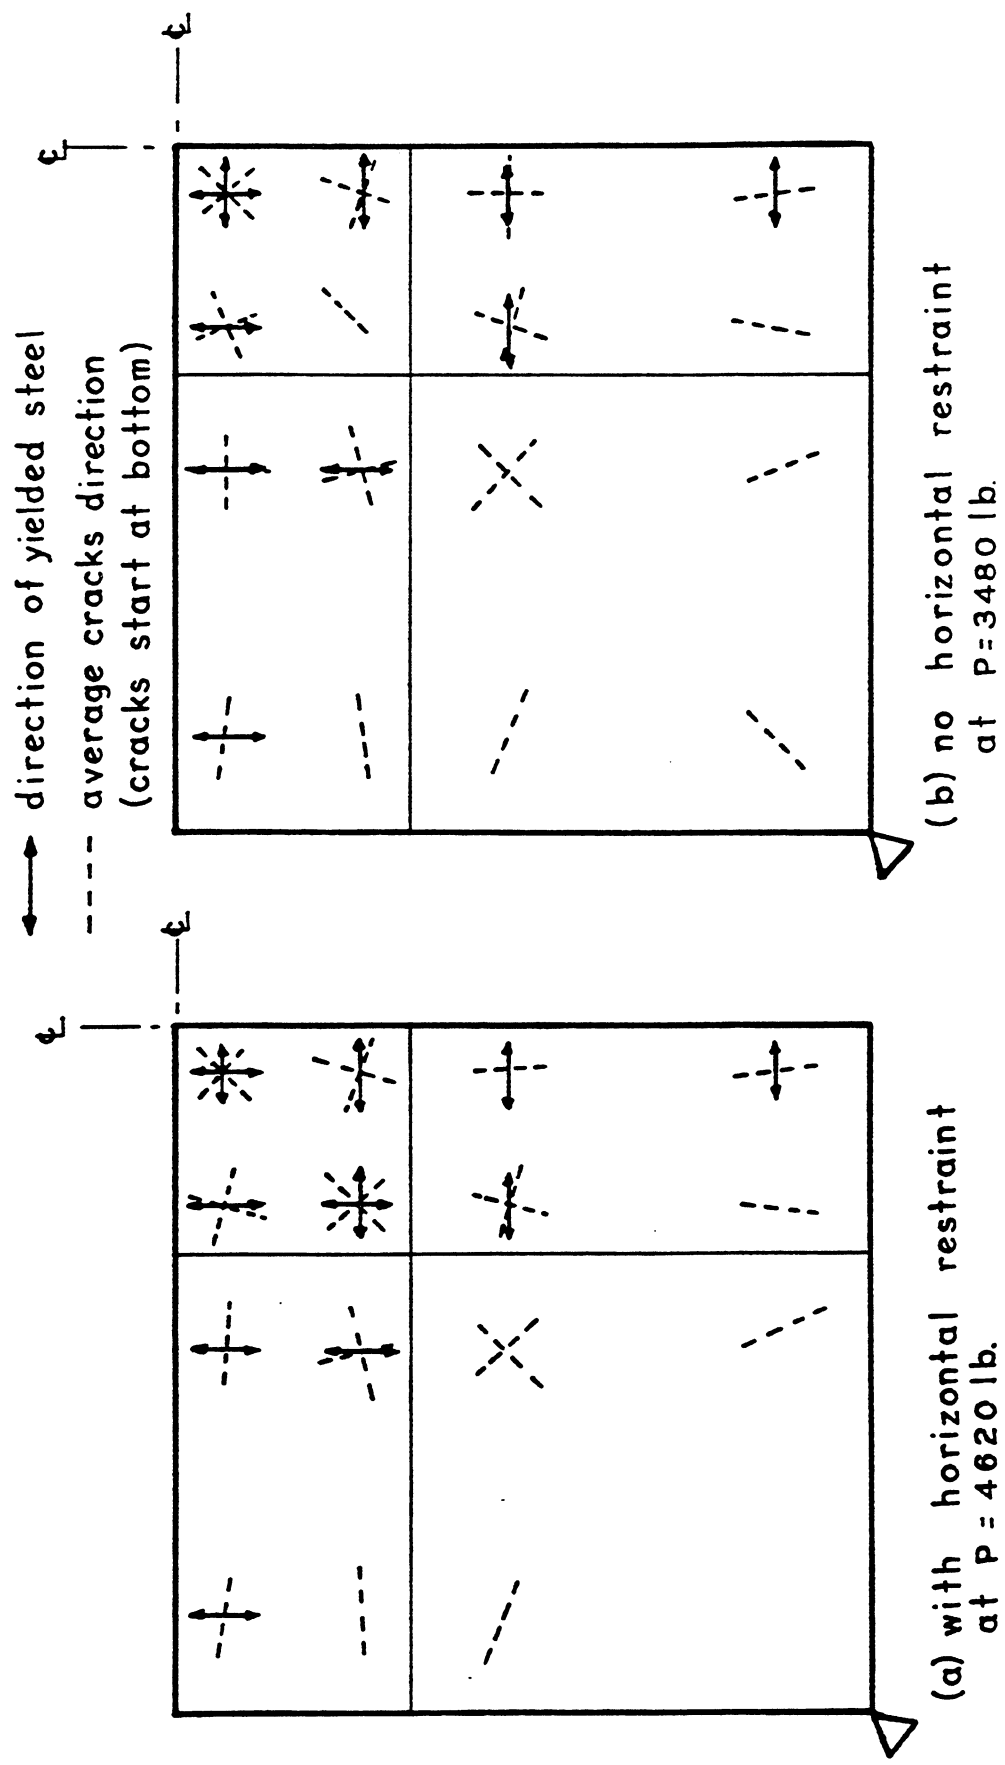 direction of yielded steel
average cracks direction
(cracks start at bottom)
℄
℄
℄
℄
(a) with horizontal restraint
at P = 4620 lb.
(b) no horizontal restraint
at P=3480 lb.